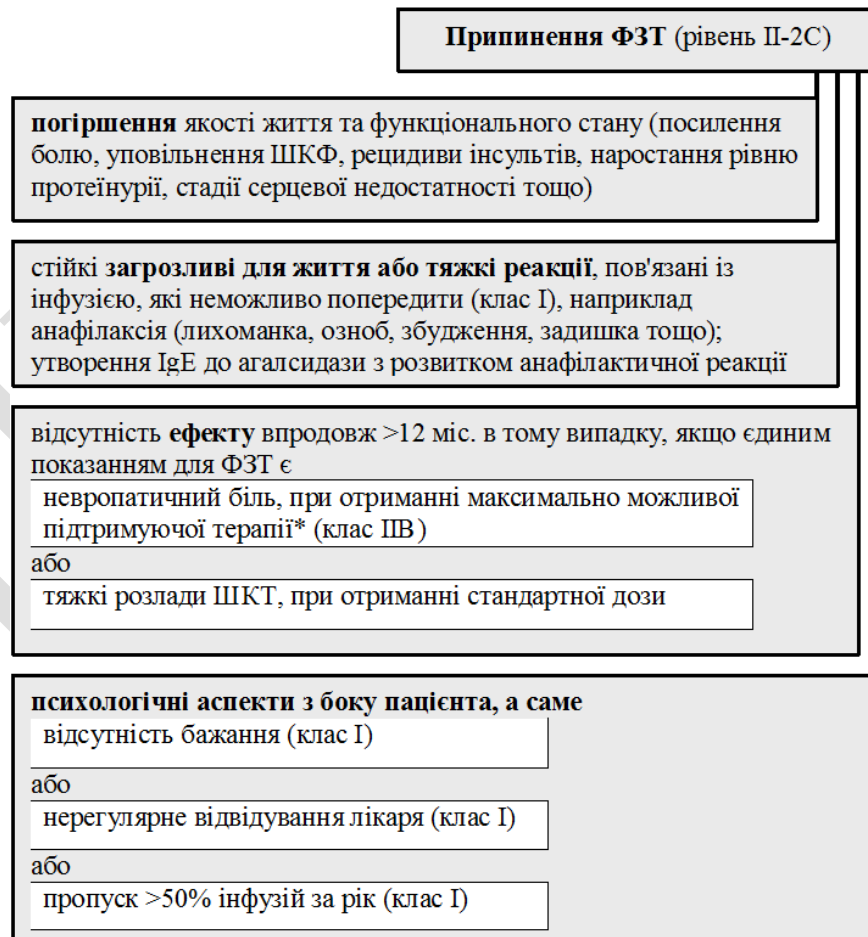 Припинення ФЗТ (рівень II-2C)
погіршення якості життя та функціонального стану (посилення
болю, уповільнення ШКФ, рецидиви інсультів, наростання рівню
протеїнурії, стадії серцевої недостатності тощо)
стійкі загрозливі для життя або тяжкі реакції, пов'язані із
інфузією, які неможливо попередити (клас I), наприклад
анафілаксія (лихоманка, озноб, збудження, задишка тощо);
утворення IgE до агалсидази з розвитком анафілактичної реакції
відсутність ефекту впродовж >12 міс. в тому випадку, якщо єдиним
показанням для ФЗТ є
невропатичний біль, при отриманні максимально можливої
підтримуючої терапії* (клас IIB)
або
тяжкі розлади ШКТ, при отриманні стандартної дози
психологічні аспекти з боку пацієнта, а саме
відсутність бажання (клас I)
або
нерегулярне відвідування лікаря (клас I)
або
пропуск >50% інфузій за рік (клас I)